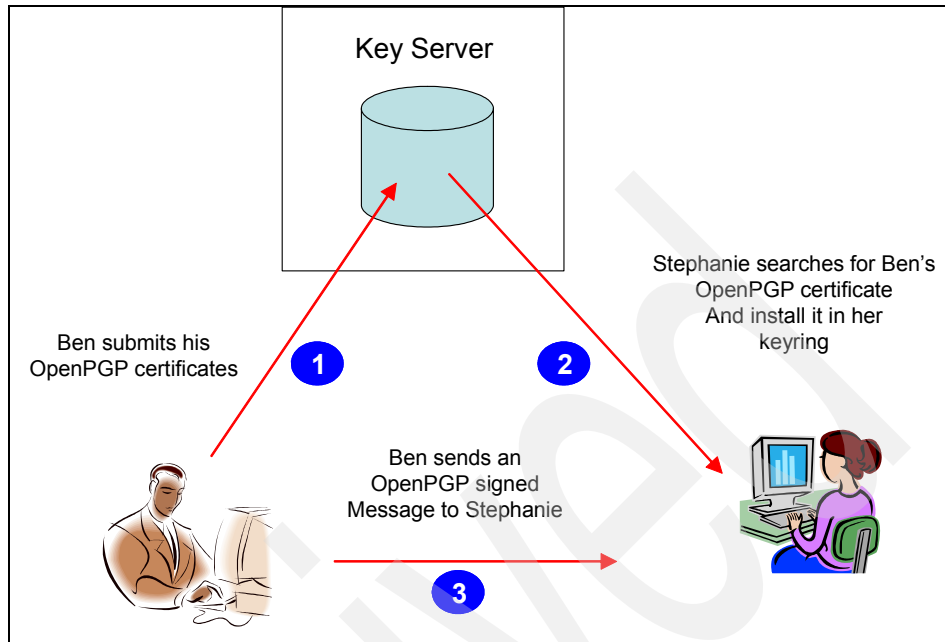 Key Server
Stephanie searches for Ben's
OpenPGP certificate
And install it in her
keyring
Ben submits his
OpenPGP certificates
1
2
Ben sends an
OpenPGP signed
Message to Stephanie
3